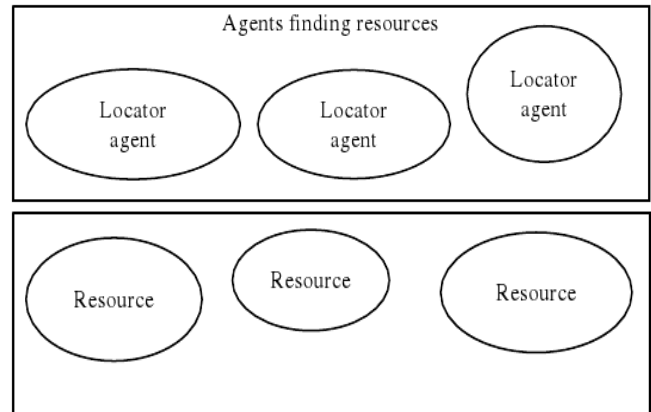 Agents finding resources
Locator
agent
Locator
agent
Locator
agent
Resource
Resource
Resource